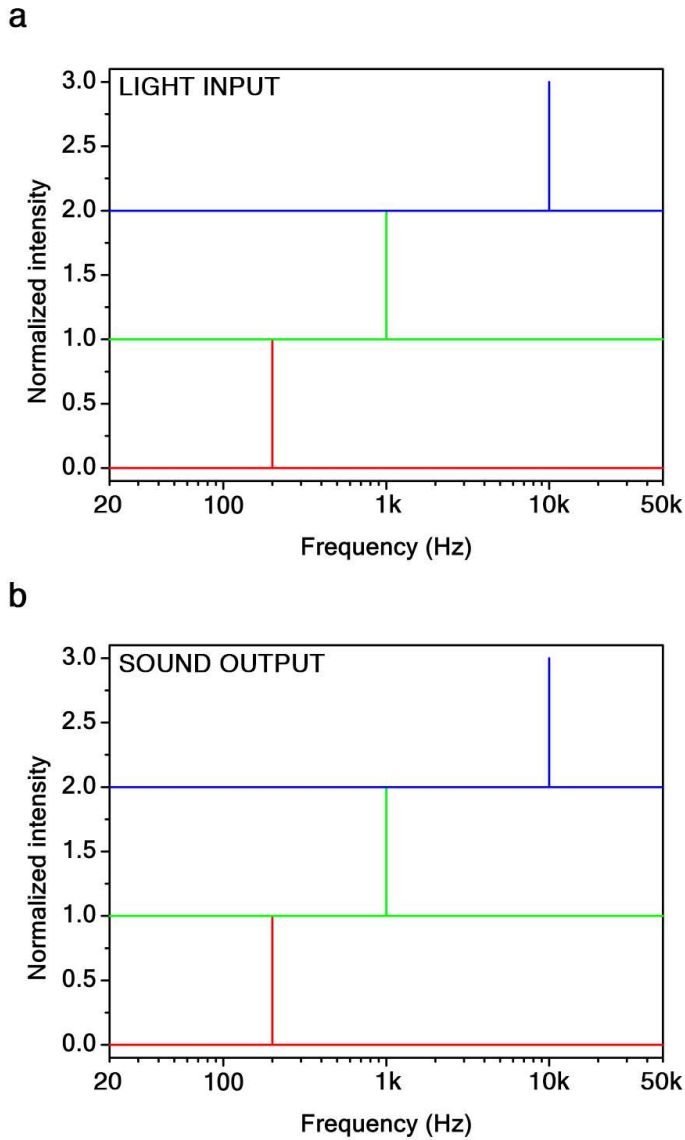 a
LIGHT INPUT
3.0
2.5
2.0
1.5
1.0
0.5
0.0
Normalized intensity
20 100 1k 10k 50k
Frequency (Hz)
b
SOUND OUTPUT
3.0
2.5
2.0
1.5
1.0
0.5
0.0
Normalized intensity
20 100 1k 10k 50k
Frequency (Hz)